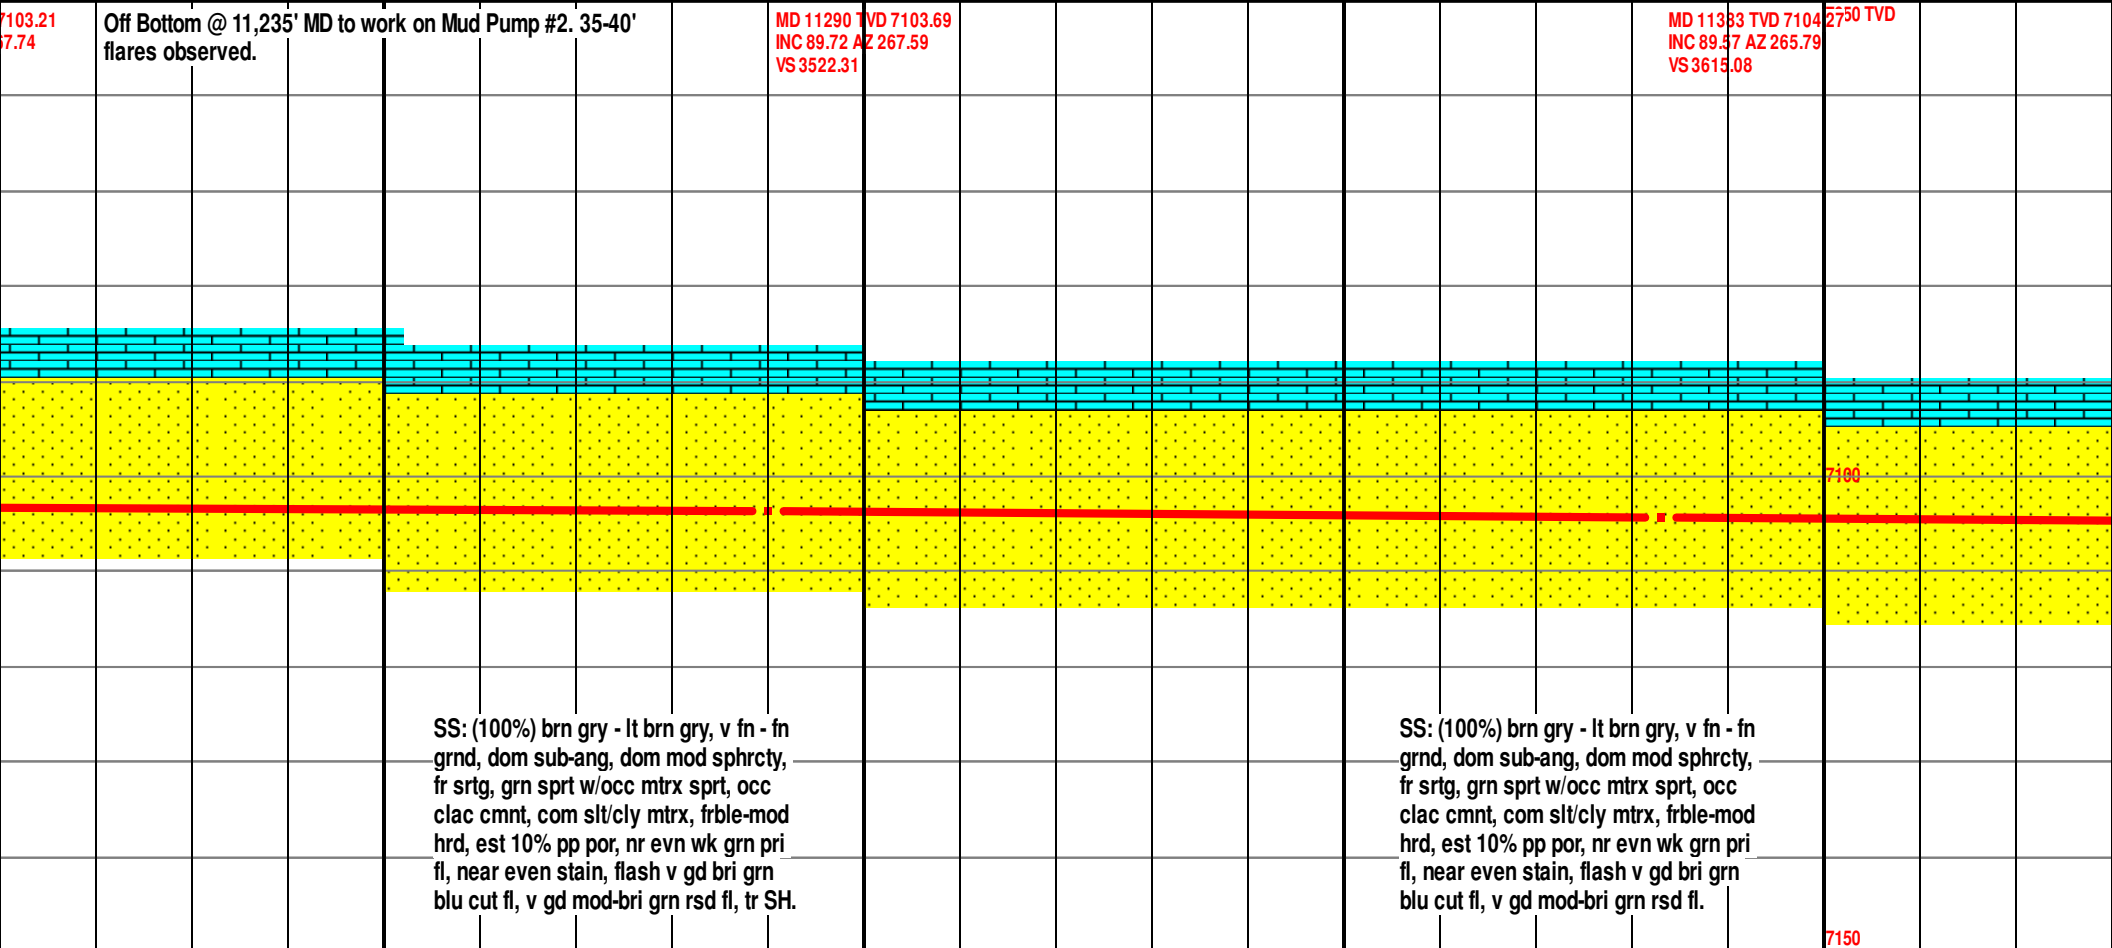 7103.21
67.74
Off Bottom @ 11,235' MD to work on Mud Pump #2. 35-40'
flares observed.
MD 11290 TVD 7103.69
INC 89.72 AZ 267.59
VS 3522.31
MD 11383 TVD 7104.27
INC 89.57 AZ 265.79
VS 3615.08
50 TVD
7100
SS: (100%) brn gry - lt brn gry, v fn - fn
grnd, dom sub-ang, dom mod sphrcty,
fr srtg, grn sprt w/occ mtrx sprt, occ
clac cmnt, com slt/cly mtrx, frble-mod
hrd, est 10% pp por, nr evn wk grn pri
fl, near even stain, flash v gd bri grn
blu cut fl, v gd mod-bri grn rsd fl, tr SH.
SS: (100%) brn gry - lt brn gry, v fn - fn
grnd, dom sub-ang, dom mod sphrcty,
fr srtg, grn sprt w/occ mtrx sprt, occ
clac cmnt, com slt/cly mtrx, frble-mod
hrd, est 10% pp por, nr evn wk grn pri
fl, near even stain, flash v gd bri grn
blu cut fl, v gd mod-bri grn rsd fl.
7150